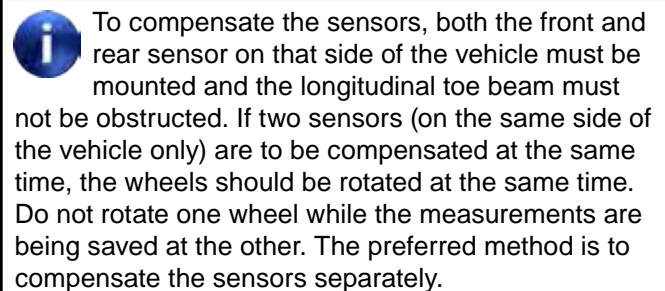 i
To compensate the sensors, both the front and
rear sensor on that side of the vehicle must be
mounted and the longitudinal toe beam must
not be obstructed. If two sensors (on the same side of
the vehicle only) are to be compensated at the same
time, the wheels should be rotated at the same time.
Do not rotate one wheel while the measurements are
being saved at the other. The preferred method is to
compensate the sensors separately.